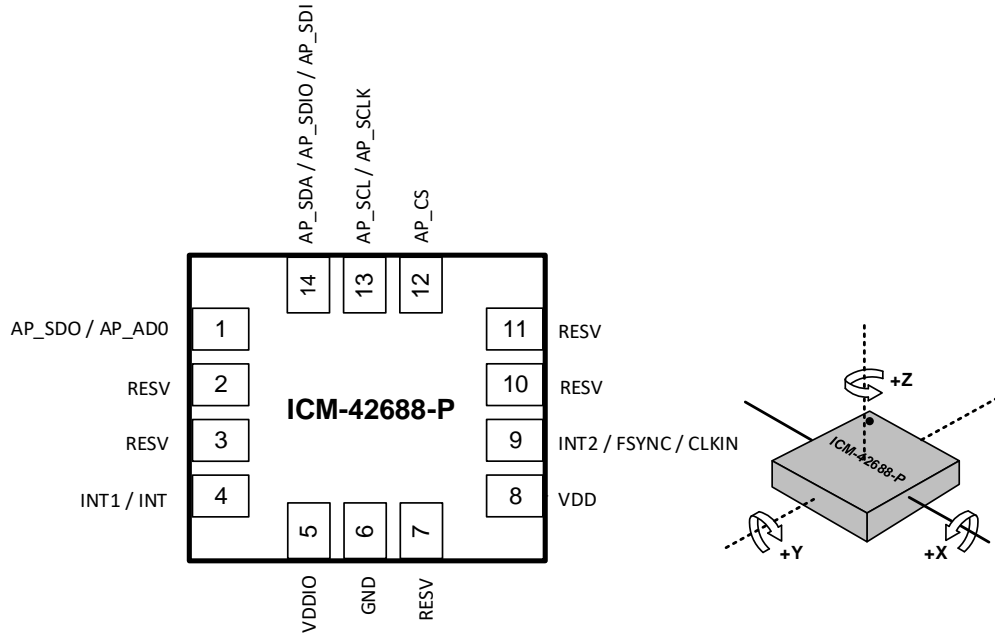 AP_SDA / AP_SDIO / AP_SDI
AP_SCL / AP_SCLK
AP_CS
14
13
12
AP_SDO / AP_AD0
1
11
RESV
RESV
2
10
RESV
ICM-42688-P
RESV
3
9
INT2 / FSYNC / CLKIN
INT1 / INT
4
8
VDD
5
6
7
VDDIO
GND
RESV
+Z
ICM-42688-P
+Y
+X